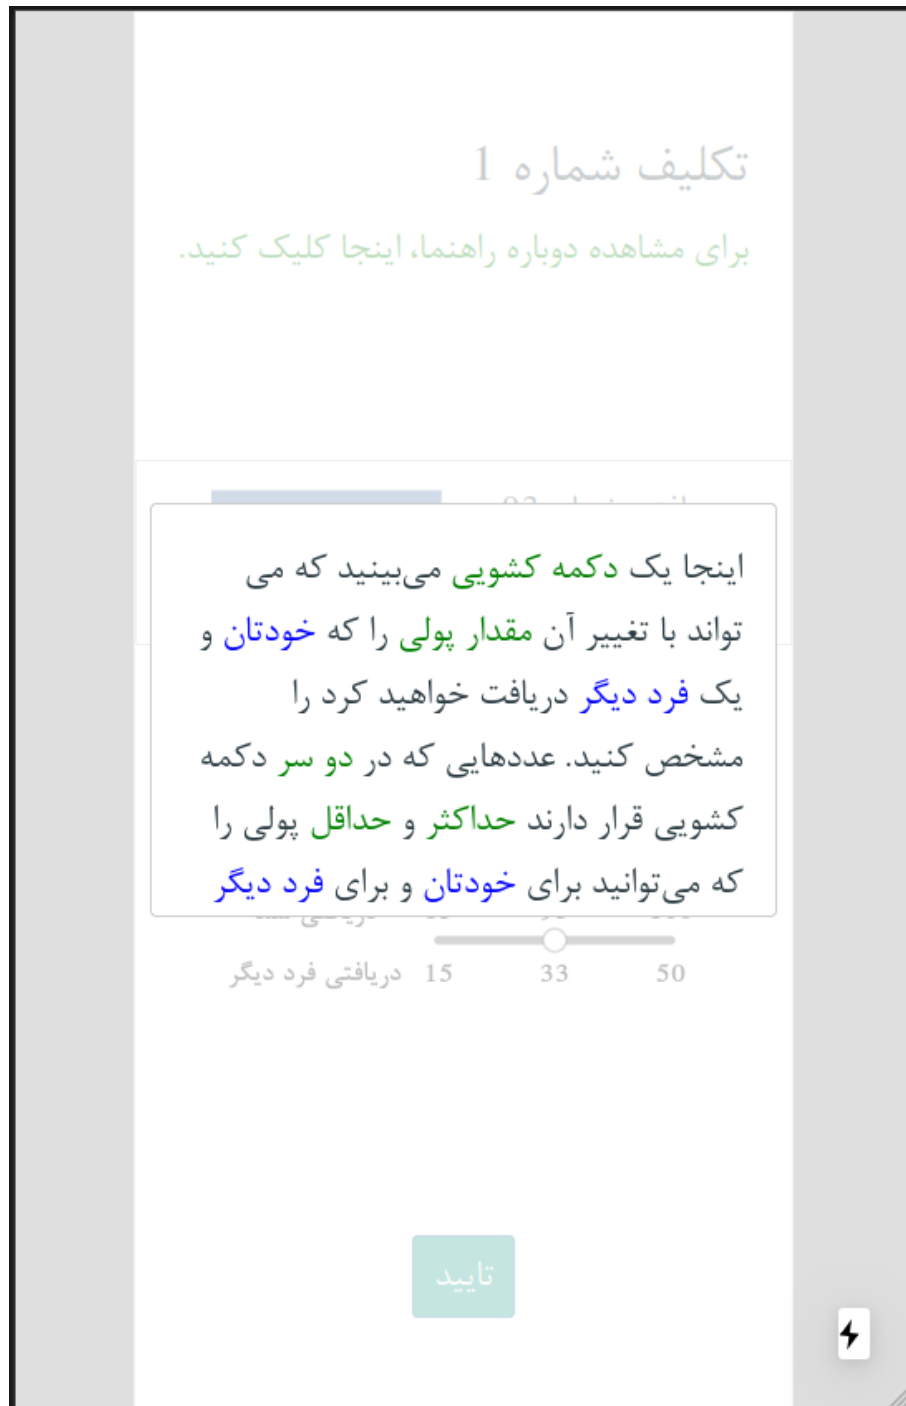 تکلیف شماره 1
برای مشاهده دوباره راهنما، اینجا کلیک کنید.
اینجا یک دکمه کشویی می‌بینید که می
تواند با تغییر آن مقدار پولی را که خودتان و
یک فرد دیگر دریافت خواهید کرد را
مشخص کنید. عددهایی که در دو سر دکمه
کشویی قرار دارند حداکثر و حداقل پولی را
که می‌توانید برای خودتان و برای فرد دیگر
دریافتی فرد دیگر 15 33 50
تایید